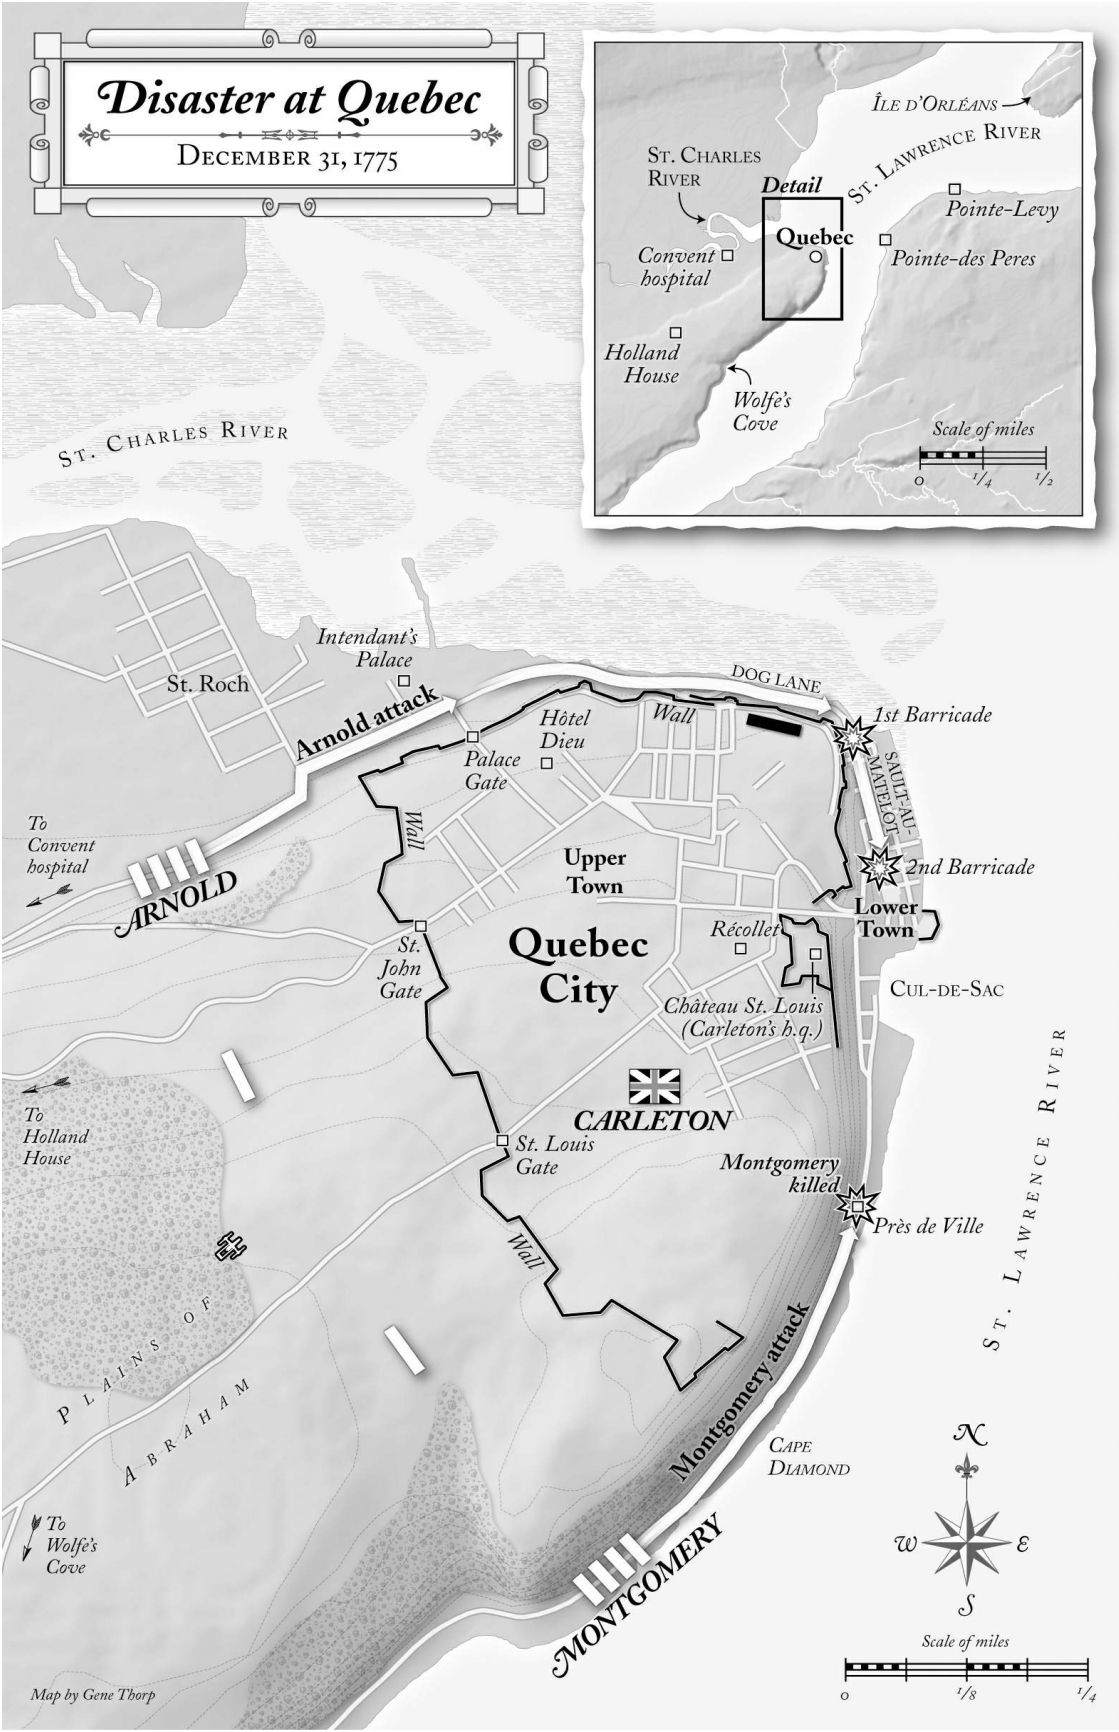 Disaster at Quebec
December 31, 1775
Île d'Orléans
St. Lawrence River
St. Charles
River
Detail
Pointe-Levy
Quebec
Pointe-des Peres
Convent
hospital
Holland
House
Wolfe's
Cove
Scale of miles
0 1/4 1/2
St. Charles River
Intendant's
Palace
St. Roch
Arnold attack
DOG LANE
Wall
1st Barricade
Hôtel
Dieu
Palace
Gate
SAULT-AU-
MATELOT
To
Convent
hospital
Wall
ARNOLD
Upper
Town
2nd Barricade
Lower
Town
St.
John
Gate
Quebec
City
Récollet
Château St. Louis
(Carleton's h.q.)
Cul-de-Sac
To
Holland
House
CARLETON
St. Louis
Gate
St. Lawrence River
Montgomery
killed
Près de Ville
Wall
Plains of
Abraham
Montgomery attack
Cape
Diamond
To
Wolfe's
Cove
MONTGOMERY
N
W E
S
Scale of miles
0 1/8 1/4
Map by Gene Thorp